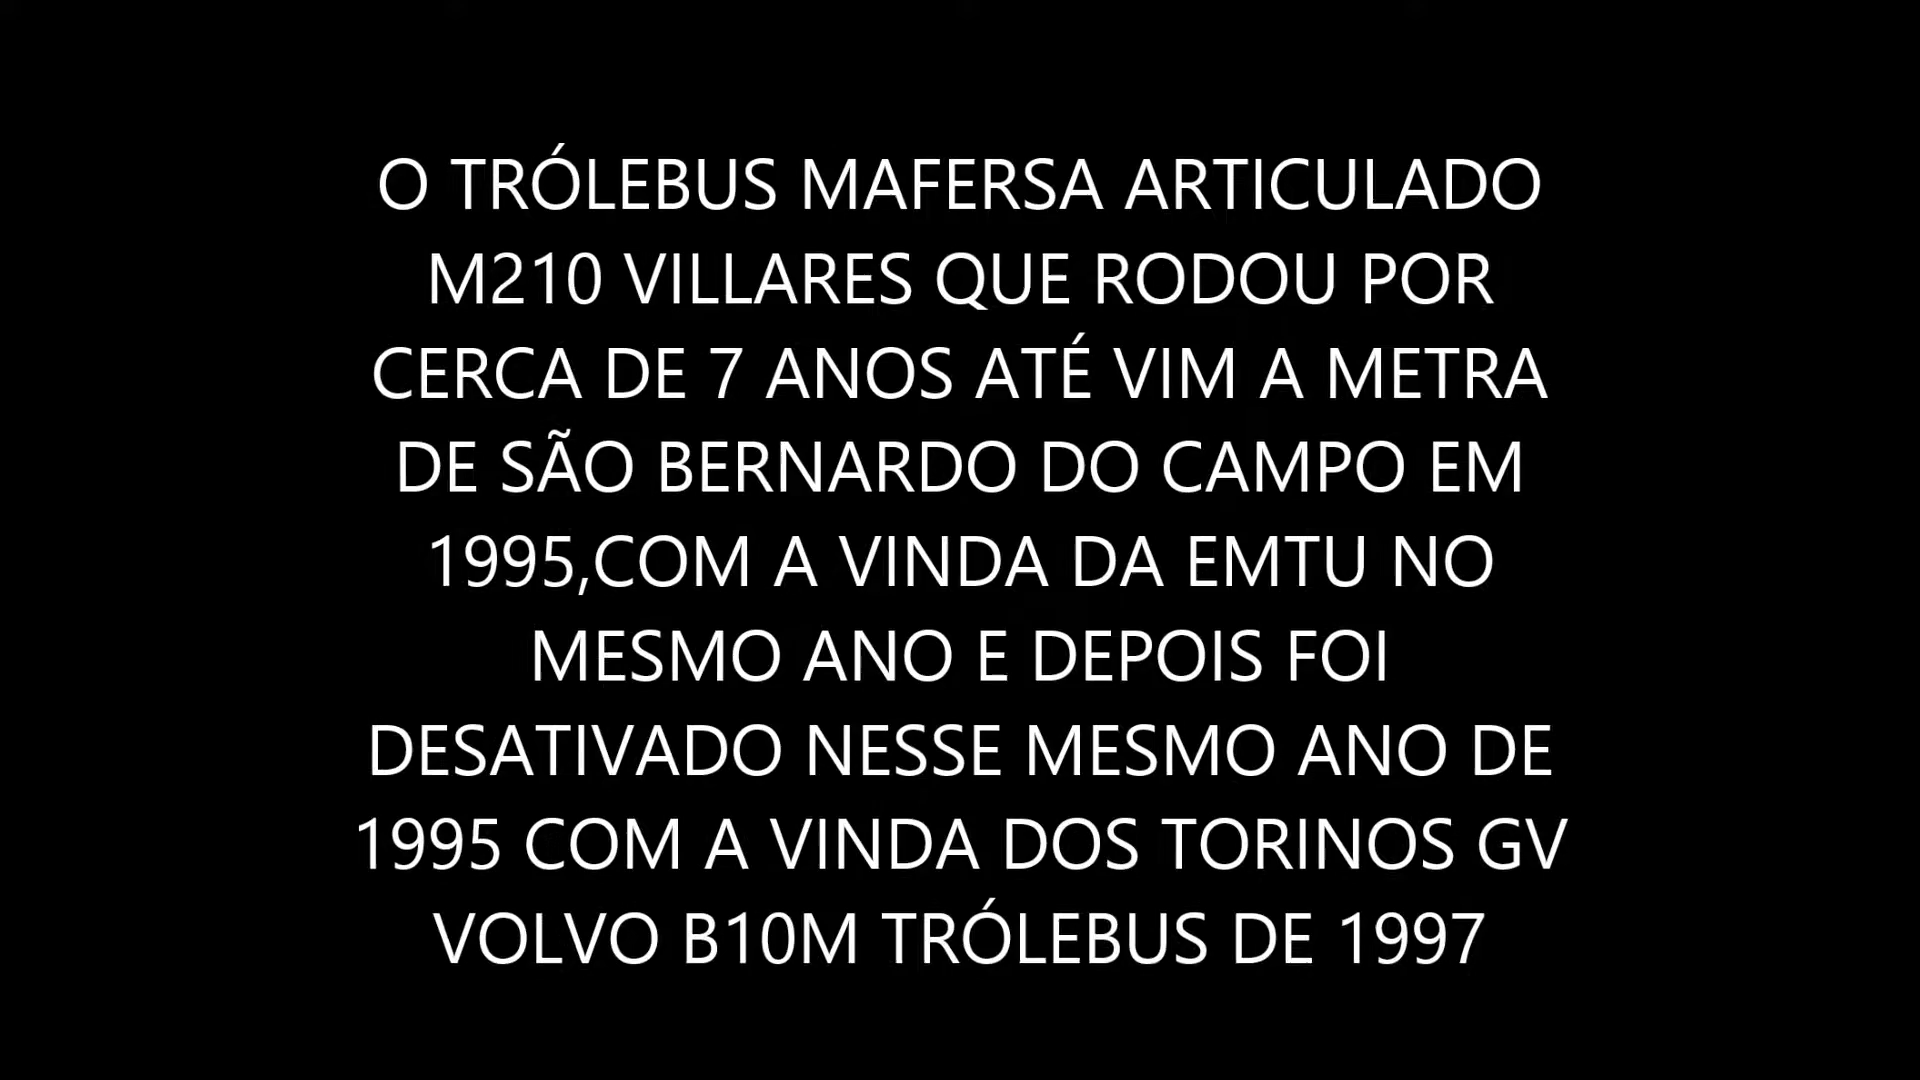 O TRÓLEBUS MAFERSA ARTICULADO
M210 VILLARES QUE RODOU POR
CERCA DE 7 ANOS ATÉ VIM A METRA
DE SÃO BERNARDO DO CAMPO EM
1995,COM A VINDA DA EMTU NO
MESMO ANO E DEPOIS FOI
DESATIVADO NESSE MESMO ANO DE
1995 COM A VINDA DOS TORINOS GV
VOLVO B10M TRÓLEBUS DE 1997